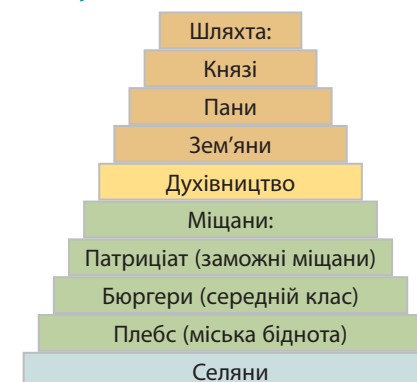 Шляхта:
Князі
Пани
Зем’яни
Духівництво
Міщани:
Патриціат (заможні міщани)
Бюргери (середній клас)
Плебс (міська біднота)
Селяни